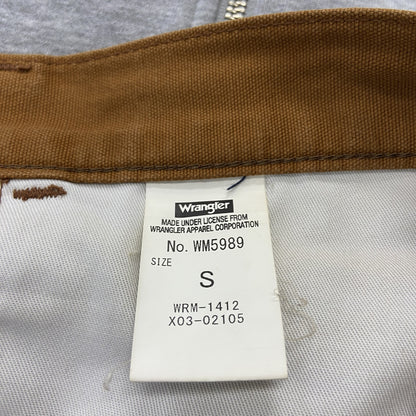 Wrangler
MADE UNDER LICENSE FROM
WRANGLER APPAREL CORPORATION
No. WM5989
SIZE
S
WRM-1412
X03-02105